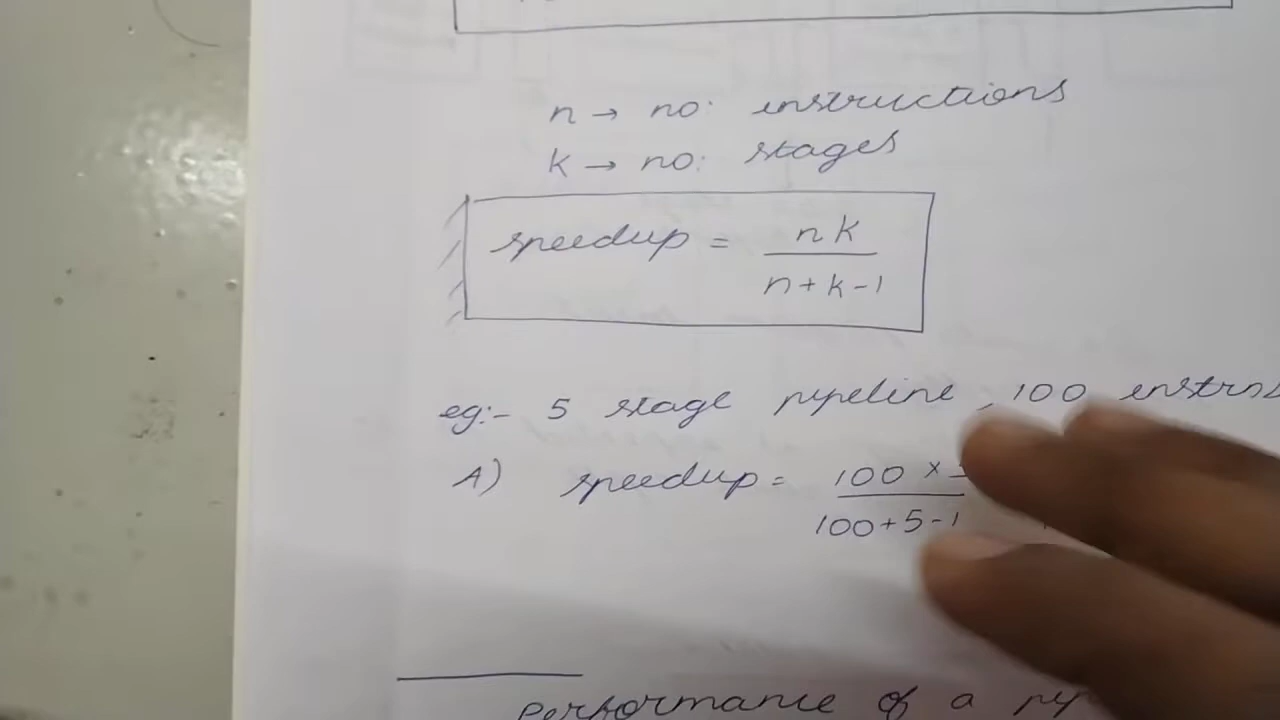 n → no: instructions
k → no: stages
speedup = nk / n+k-1
eg:- 5 stage pipeline, 100 instrns
A) speedup = 100 × / 100+5-1
performance of a